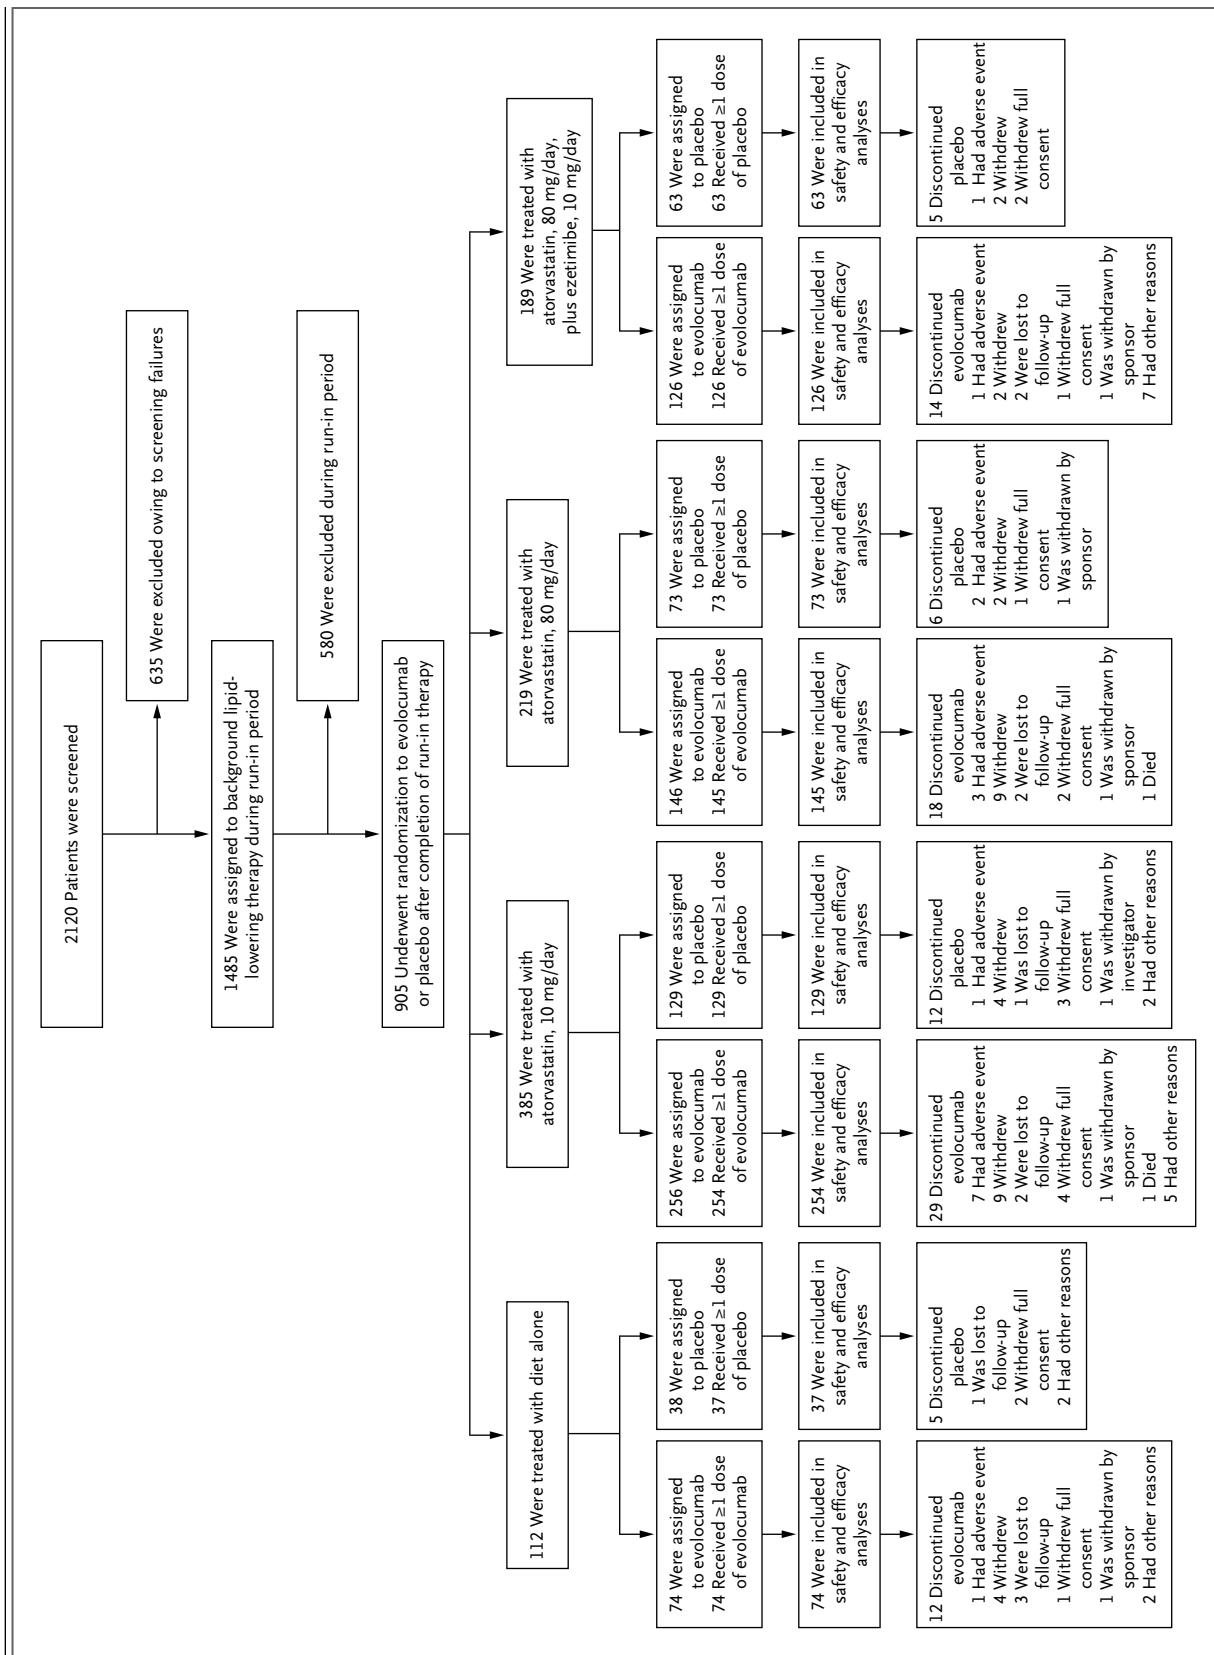 2120 Patients were screened
635 Were excluded owing to screening failures
1485 Were assigned to background lipid-
lowering therapy during run-in period
580 Were excluded during run-in period
905 Underwent randomization to evolocumab
or placebo after completion of run-in therapy
112 Were treated with diet alone
385 Were treated with
atorvastatin, 10 mg/day
219 Were treated with
atorvastatin, 80 mg/day
189 Were treated with
atorvastatin, 80 mg/day,
plus ezetimibe, 10 mg/day
74 Were assigned
to evolocumab
74 Received ≥1 dose
of evolocumab
38 Were assigned
to placebo
37 Received ≥1 dose
of placebo
256 Were assigned
to evolocumab
254 Received ≥1 dose
of evolocumab
129 Were assigned
to placebo
129 Received ≥1 dose
of placebo
146 Were assigned
to evolocumab
145 Received ≥1 dose
of evolocumab
73 Were assigned
to placebo
73 Received ≥1 dose
of placebo
126 Were assigned
to evolocumab
126 Received ≥1 dose
of evolocumab
63 Were assigned
to placebo
63 Received ≥1 dose
of placebo
74 Were included in
safety and efficacy
analyses
37 Were included in
safety and efficacy
analyses
254 Were included in
safety and efficacy
analyses
129 Were included in
safety and efficacy
analyses
145 Were included in
safety and efficacy
analyses
73 Were included in
safety and efficacy
analyses
126 Were included in
safety and efficacy
analyses
63 Were included in
safety and efficacy
analyses
12 Discontinued
evolocumab
1 Had adverse event
4 Withdrew
3 Were lost to
follow-up
1 Withdrew full
consent
1 Was withdrawn by
sponsor
2 Had other reasons
5 Discontinued
placebo
1 Was lost to
follow-up
2 Withdrew full
consent
2 Had other reasons
29 Discontinued
evolocumab
7 Had adverse event
9 Withdrew
2 Were lost to
follow-up
4 Withdrew full
consent
1 Was withdrawn by
sponsor
1 Died
5 Had other reasons
12 Discontinued
placebo
1 Had adverse event
4 Withdrew
1 Was lost to
follow-up
3 Withdrew full
consent
1 Was withdrawn by
investigator
2 Had other reasons
18 Discontinued
evolocumab
3 Had adverse event
9 Withdrew
2 Were lost to
follow-up
2 Withdrew full
consent
1 Was withdrawn by
sponsor
1 Died
6 Discontinued
placebo
2 Had adverse event
2 Withdrew
1 Withdrew full
consent
1 Was withdrawn by
sponsor
14 Discontinued
evolocumab
1 Had adverse event
2 Withdrew
2 Were lost to
follow-up
1 Withdrew full
consent
1 Was withdrawn by
sponsor
7 Had other reasons
5 Discontinued
placebo
1 Had adverse event
2 Withdrew
2 Withdrew full
consent